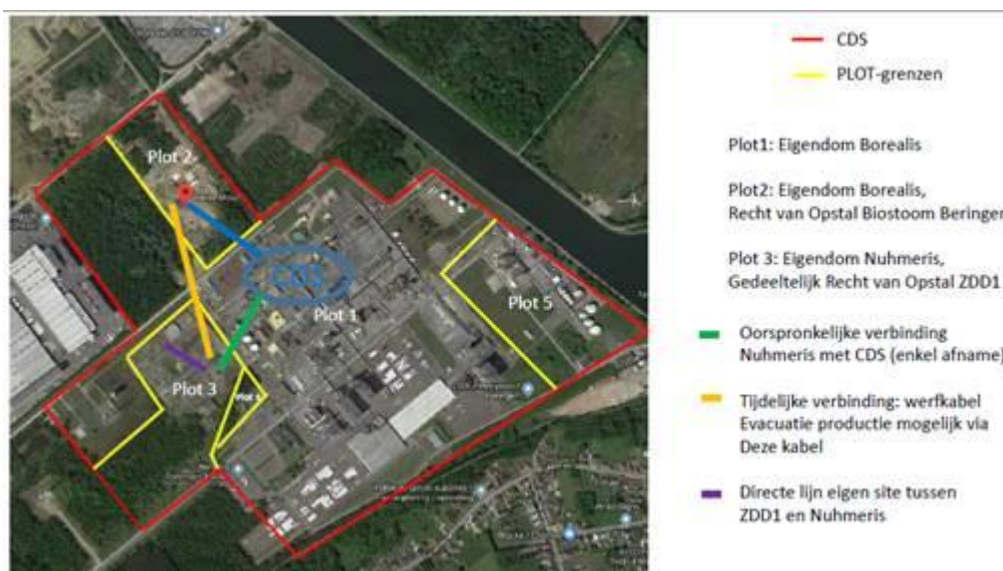 CDS
PLOT-grenzen
Plot1: Eigendom Borealis
Plot2: Eigendom Borealis,
Recht van Opstal Biostoom Beringen
Plot 3: Eigendom Nuhmeris,
Gedeeltelijk Recht van Opstal ZDD1
Oorspronkelijke verbinding
Nuhmeris met CDS (enkel afname)
Tijdelijke verbinding: werfkabel
Evacuatie productie mogelijk via
Deze kabel
Directe lijn eigen site tussen
ZDD1 en Nuhmeris
Plot 2
CDS
Plot 1
Plot 5
Plot 3